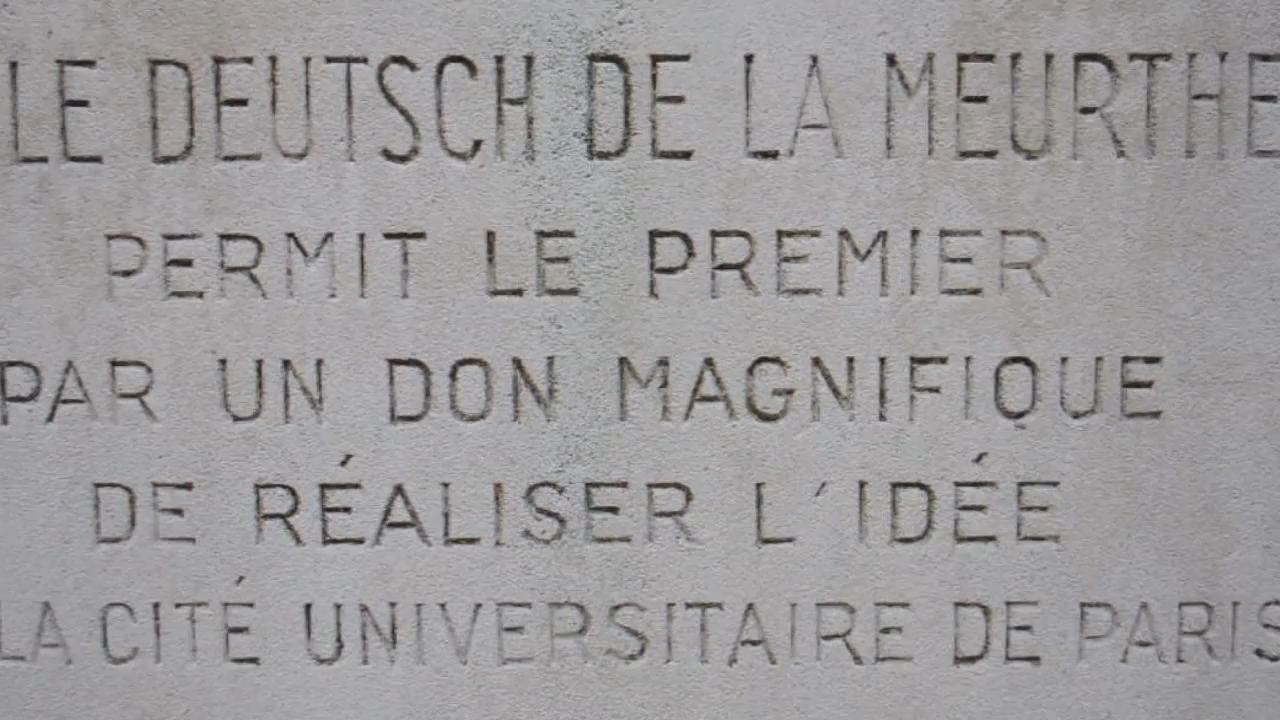 LE DEUTSCH DE LA MEURTHE
PERMIT LE PREMIER
PAR UN DON MAGNIFIQUE
DE RÉALISER L'IDÉE
LA CITÉ UNIVERSITAIRE DE PARIS